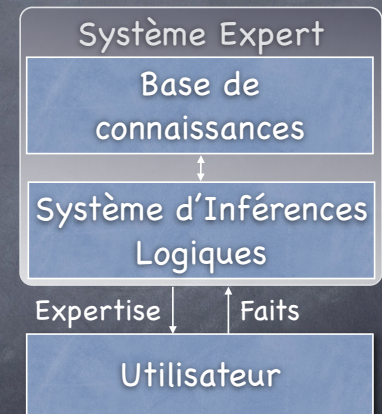 Système Expert
Base de
connaissances
Système d'Inférences
Logiques
Expertise
Faits
Utilisateur